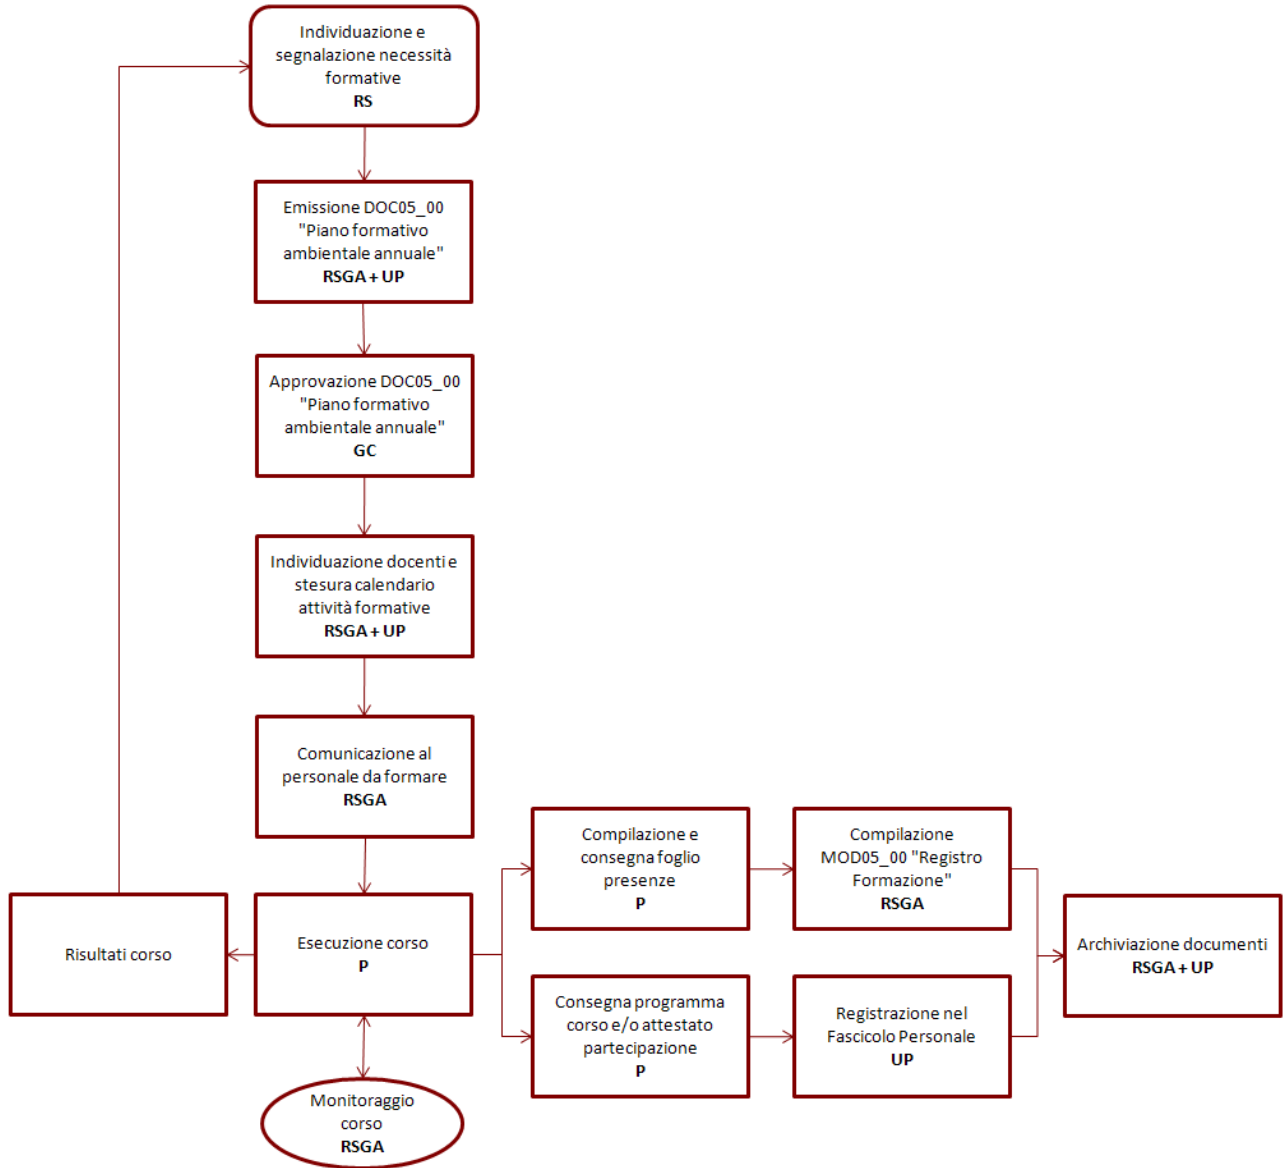 Individuazione e
segnalazione necessità
formative
RS
Emissione DOC05_00
"Piano formativo
ambientale annuale"
RSGA + UP
Approvazione DOC05_00
"Piano formativo
ambientale annuale"
GC
Individuazione docenti e
stesura calendario
attività formative
RSGA + UP
Comunicazione al
personale da formare
RSGA
Compilazione e
consegna foglio
presenze
P
Compilazione
MOD05_00 "Registro
Formazione"
RSGA
Risultati corso
Esecuzione corso
P
Archiviazione documenti
RSGA + UP
Consegna programma
corso e/o attestato
partecipazione
P
Registrazione nel
Fascicolo Personale
UP
Monitoraggio
corso
RSGA